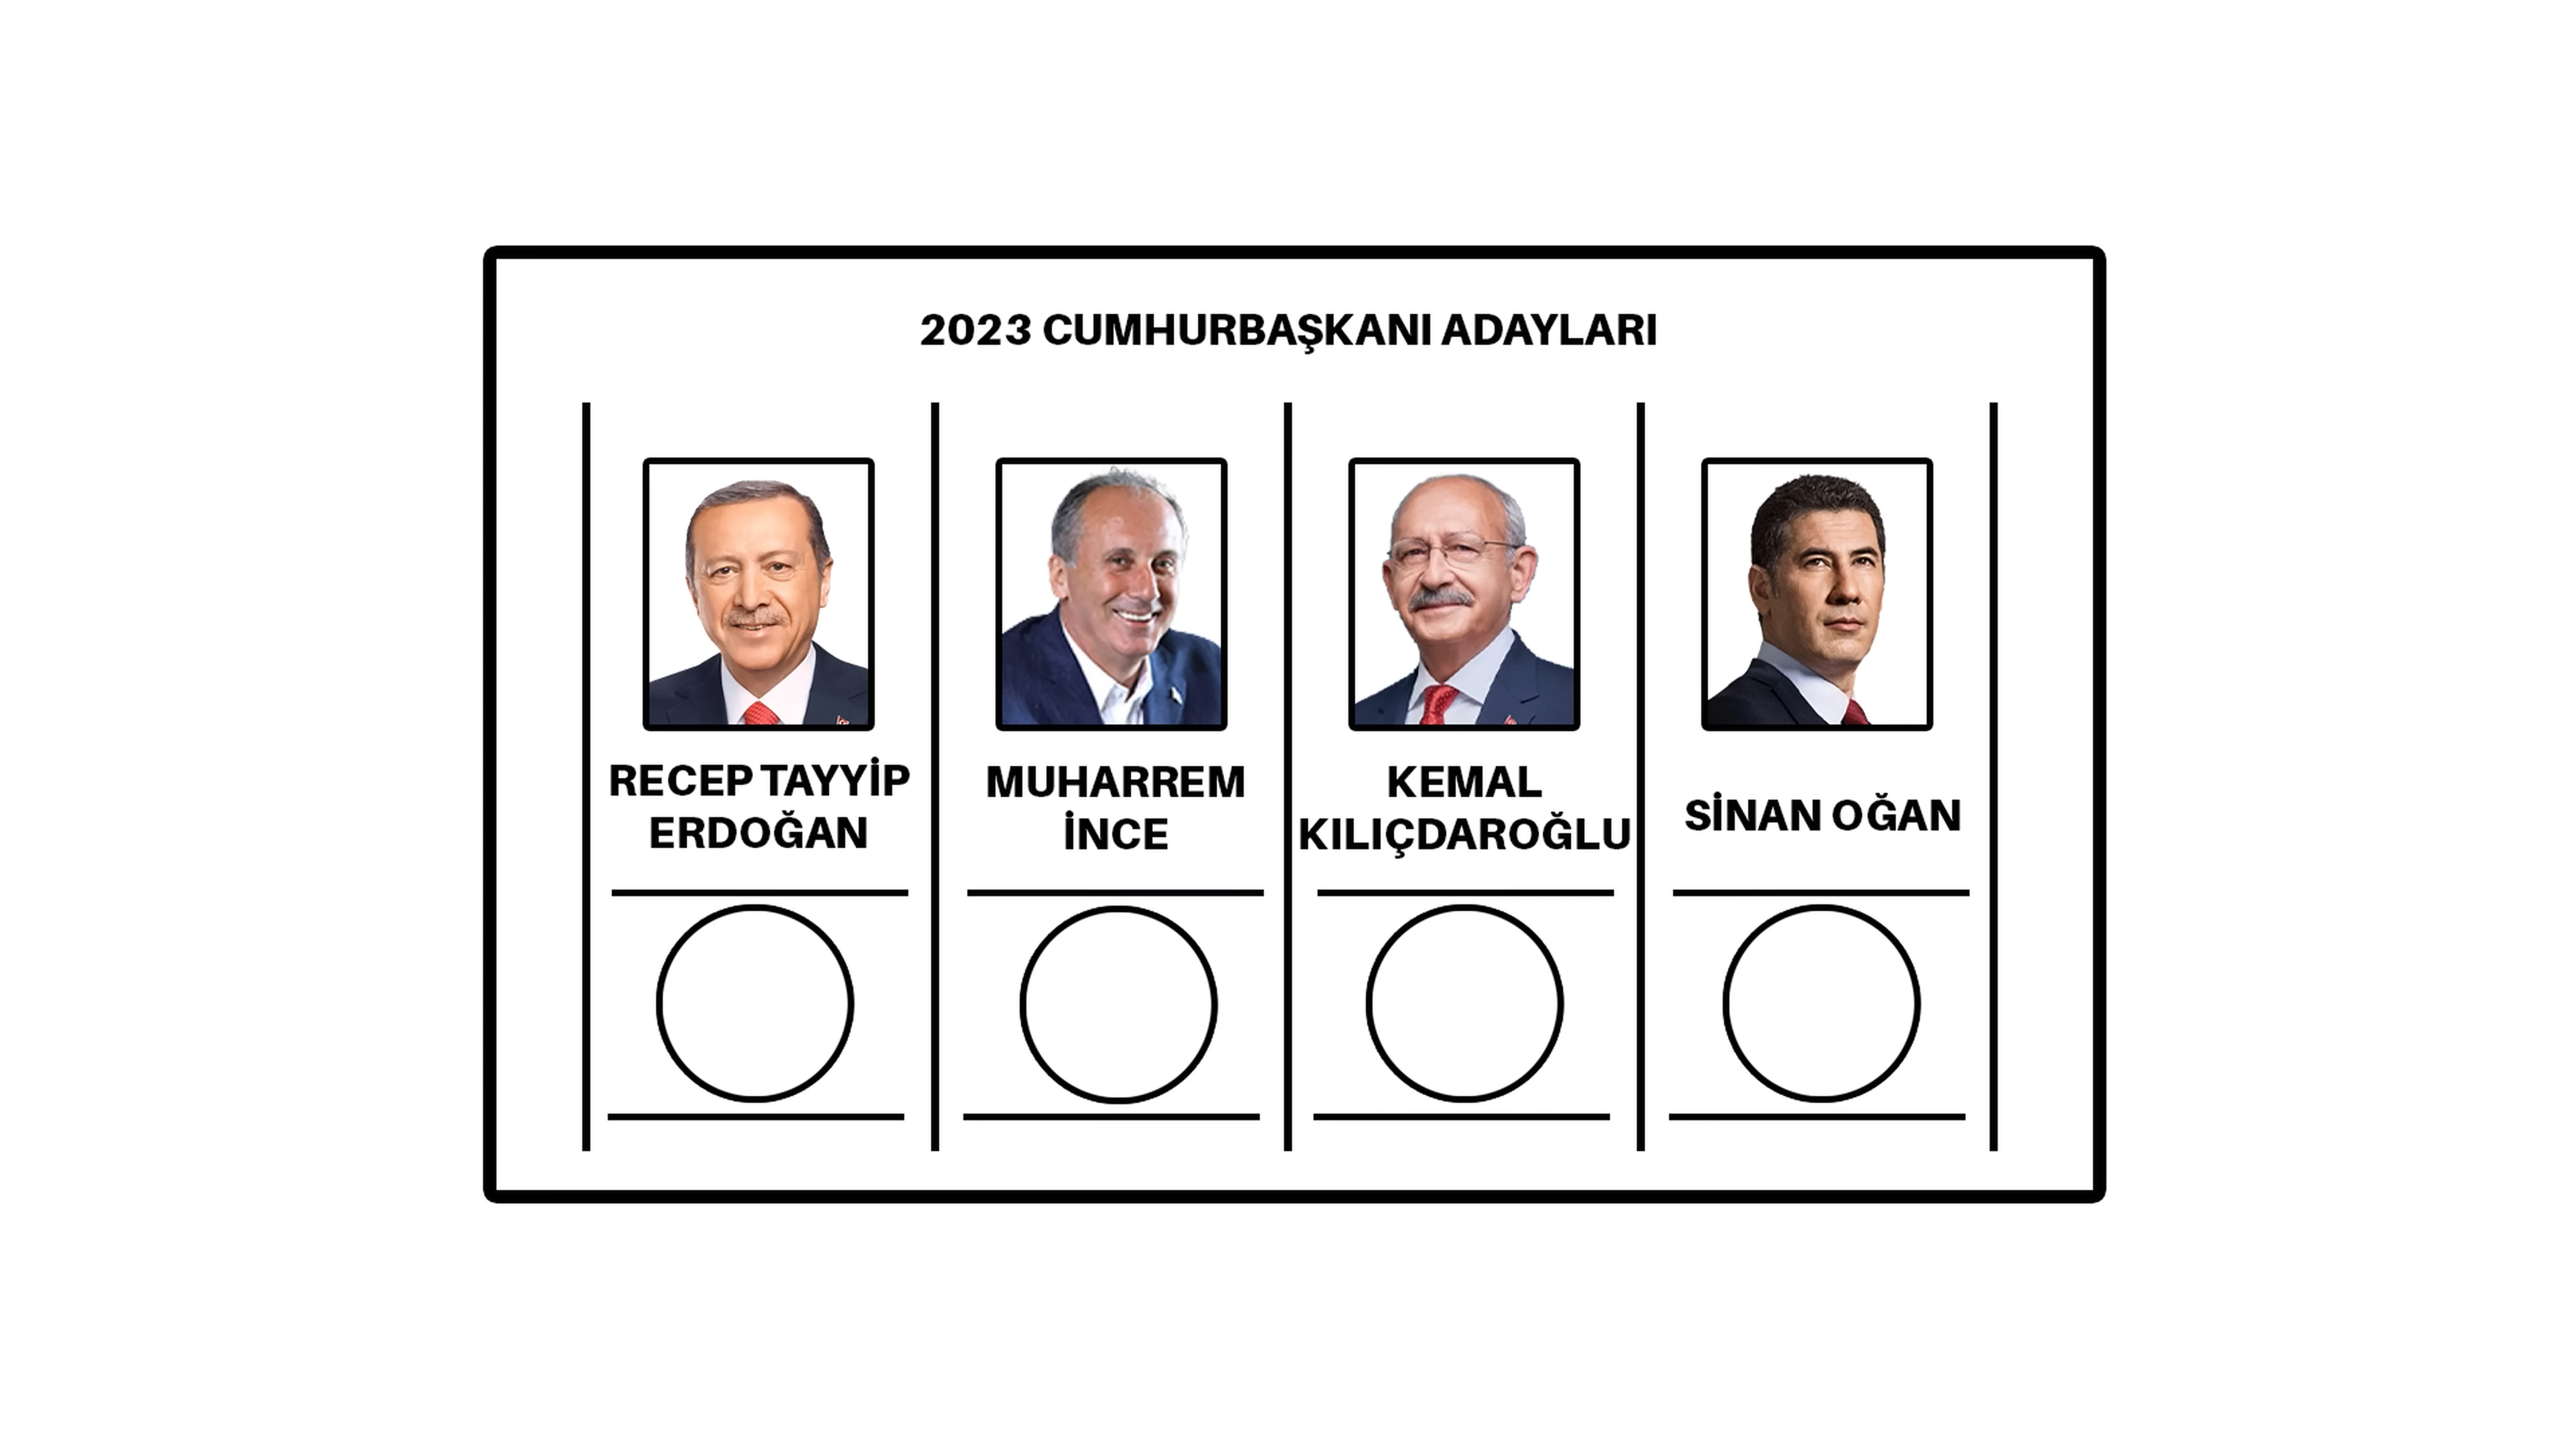 2023 CUMHURBAŞKANI ADAYLARI
RECEP TAYYİP
ERDOĞAN
MUHARREM
İNCE
KEMAL
KILIÇDAROĞLU
SİNAN OĞAN